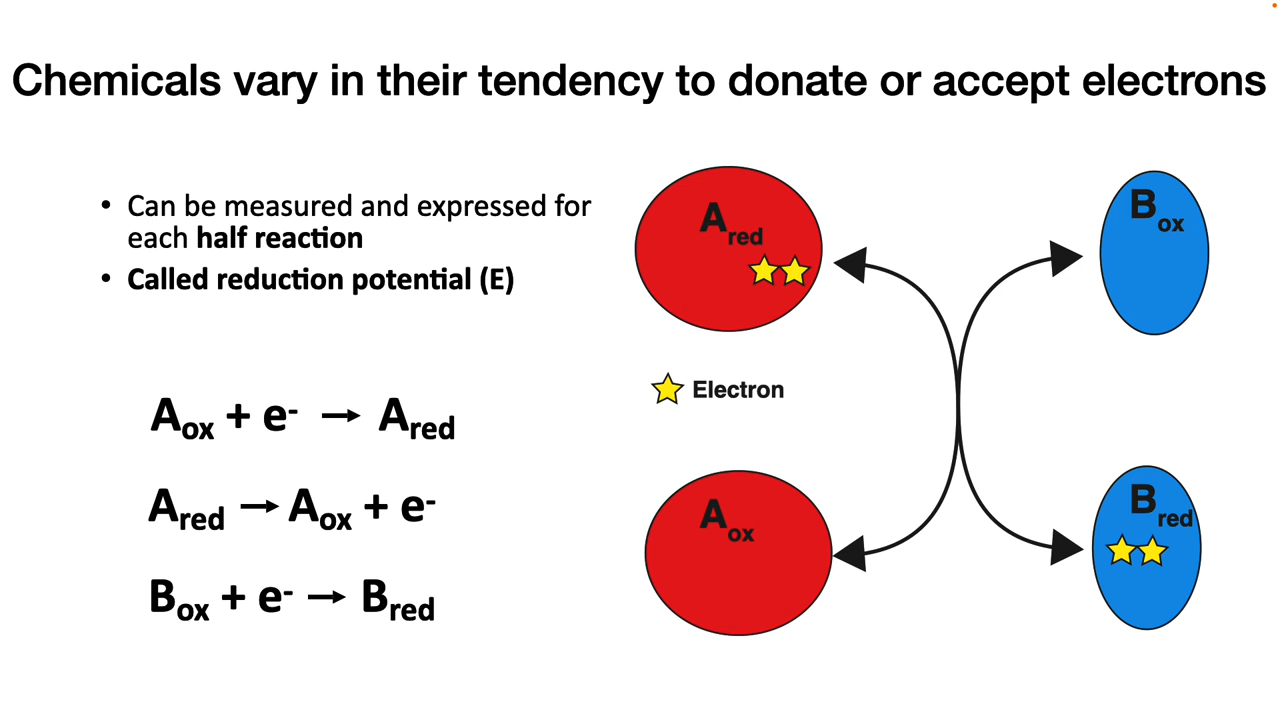 Chemicals vary in their tendency to donate or accept electrons
• Can be measured and expressed for
each half reaction
• Called reduction potential (E)
Aox + e- → Ared
Ared → Aox + e-
Box + e- → Bred
Ared
Box
Electron
Aox
Bred